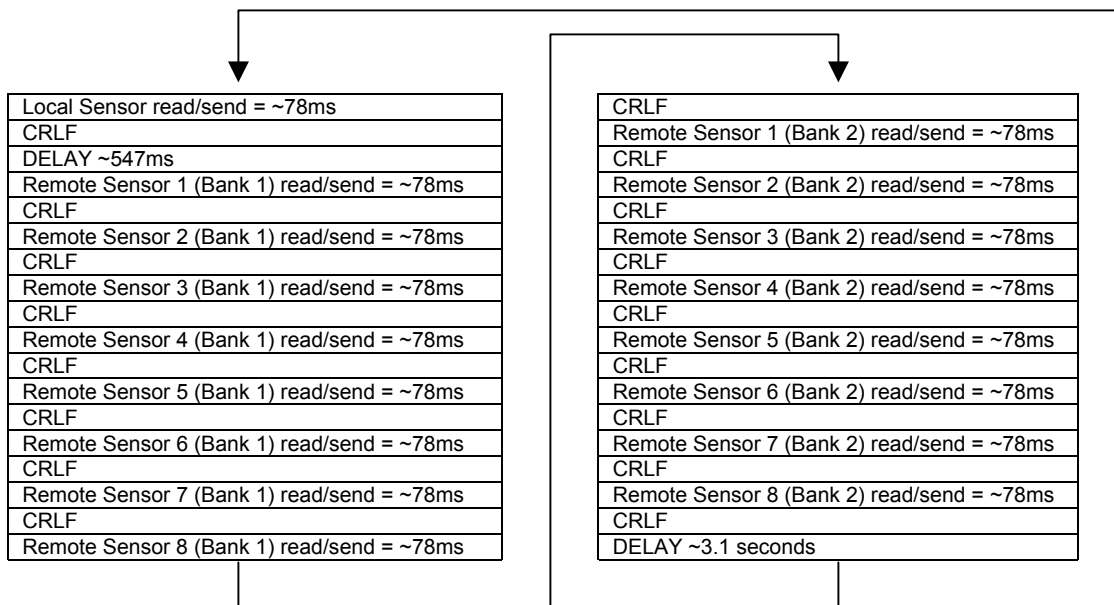 Local Sensor read/send = ~78ms
CRLF
DELAY ~547ms
Remote Sensor 1 (Bank 1) read/send = ~78ms
CRLF
Remote Sensor 2 (Bank 1) read/send = ~78ms
CRLF
Remote Sensor 3 (Bank 1) read/send = ~78ms
CRLF
Remote Sensor 4 (Bank 1) read/send = ~78ms
CRLF
Remote Sensor 5 (Bank 1) read/send = ~78ms
CRLF
Remote Sensor 6 (Bank 1) read/send = ~78ms
CRLF
Remote Sensor 7 (Bank 1) read/send = ~78ms
CRLF
Remote Sensor 8 (Bank 1) read/send = ~78ms
CRLF
Remote Sensor 1 (Bank 2) read/send = ~78ms
CRLF
Remote Sensor 2 (Bank 2) read/send = ~78ms
CRLF
Remote Sensor 3 (Bank 2) read/send = ~78ms
CRLF
Remote Sensor 4 (Bank 2) read/send = ~78ms
CRLF
Remote Sensor 5 (Bank 2) read/send = ~78ms
CRLF
Remote Sensor 6 (Bank 2) read/send = ~78ms
CRLF
Remote Sensor 7 (Bank 2) read/send = ~78ms
CRLF
Remote Sensor 8 (Bank 2) read/send = ~78ms
CRLF
DELAY ~3.1 seconds